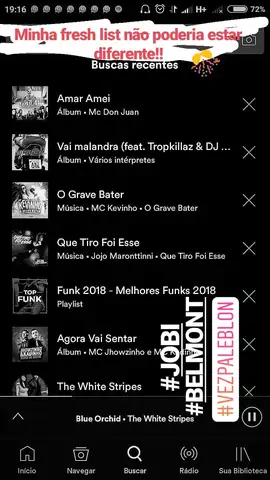 19:16
H+
72%
Minha fresh list não poderia estar
diferente!!
Buscas recentes
Amar Amei
Álbum • Mc Don Juan
Vai malandra (feat. Tropkillaz & DJ ...
Álbum • Vários intérpretes
O Grave Bater
Música • MC Kevinho • O Grave Bater
Que Tiro Foi Esse
Música • Jojo Maronttinni • Que Tiro Foi Esse
TOP
FUNK
Funk 2018 - Melhores Funks 2018
Playlist
Agora Vai Sentar
Álbum • MC Jhowzinho e MC Kadinho
The White Stripes
#JOBI
#BELMONT
#VEZPALEBLON
Blue Orchid • The White Stripes
Início
Navegar
Buscar
Rádio
Sua Biblioteca